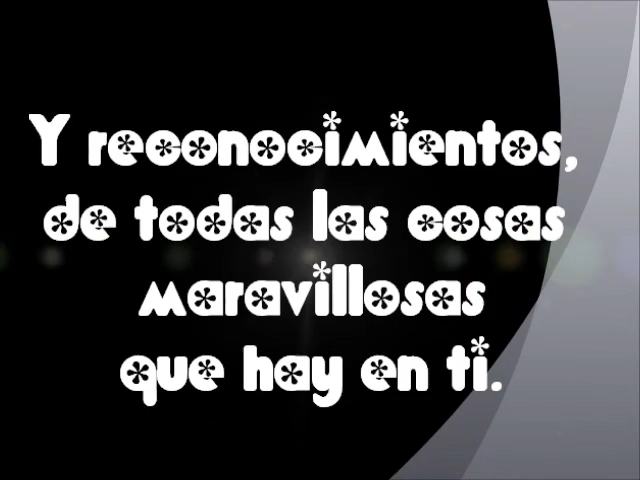 Y reconocimientos,
de todas las cosas
maravillosas
que hay en ti.